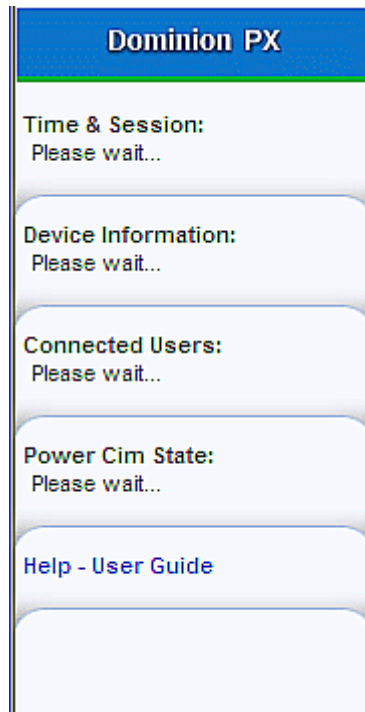 Dominion PX
Time & Session:
Please wait...
Device Information:
Please wait...
Connected Users:
Please wait...
Power Cim State:
Please wait...
Help - User Guide